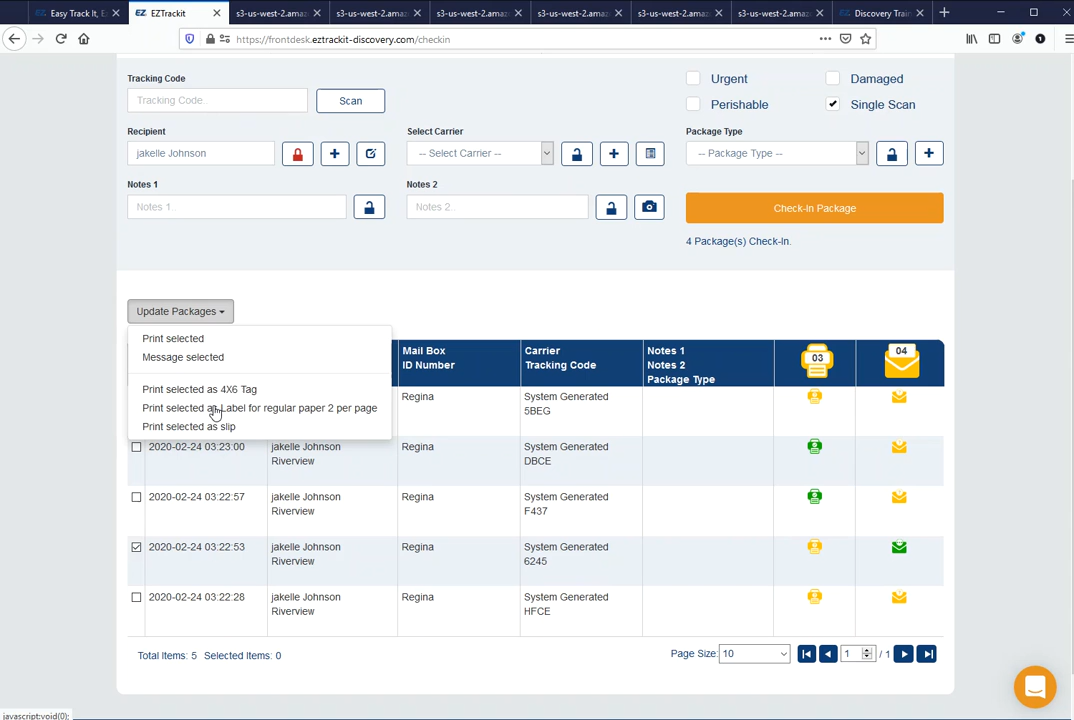 Easy Track It, E
EZTrackit
s3-us-west-2.amaz
s3-us-west-2.amaz
s3-us-west-2.amaz
s3-us-west-2.amaz
s3-us-west-2.amaz
s3-us-west-2.amaz
Discovery Train
https://frontdesk.eztrackit-discovery.com/checkin
Tracking Code
Tracking Code..
Scan
Urgent
Damaged
Perishable
Single Scan
Recipient
Select Carrier
Package Type
jakelle Johnson
-- Select Carrier --
-- Package Type --
Notes 1
Notes 2
Notes 1..
Notes 2..
Check-In Package
4 Package(s) Check-In.
Update Packages
Print selected
Message selected
Print selected as 4X6 Tag
Print selected as Label for regular paper 2 per page
Print selected as slip
Mail Box
ID Number
Carrier
Tracking Code
Notes 1
Notes 2
Package Type
03
04
Regina
System Generated
5BEG
2020-02-24 03:23:00
jakelle Johnson
Riverview
Regina
System Generated
DBCE
2020-02-24 03:22:57
jakelle Johnson
Riverview
Regina
System Generated
F437
2020-02-24 03:22:53
jakelle Johnson
Riverview
Regina
System Generated
6245
2020-02-24 03:22:28
jakelle Johnson
Riverview
Regina
System Generated
HFCE
Total Items: 5 Selected Items: 0
Page Size: 10
1 / 1
javascript:void(0);